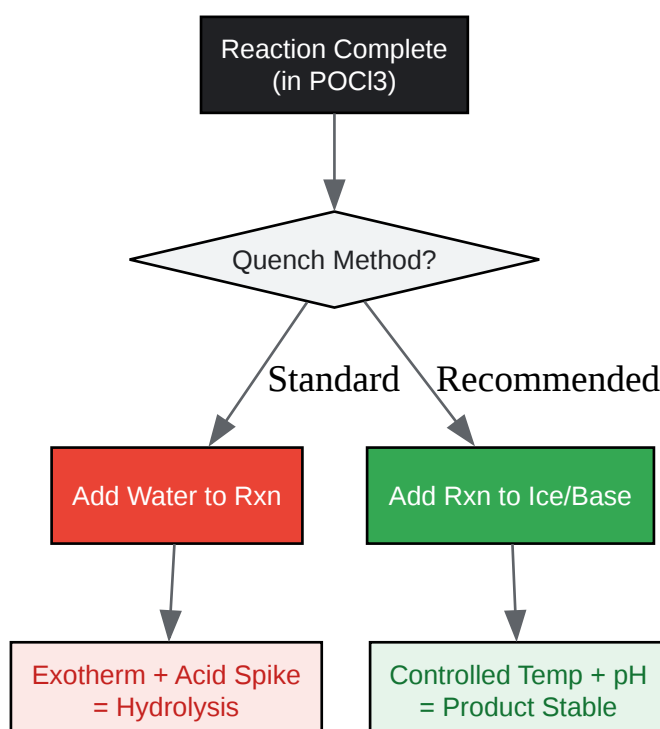 Reaction Complete
(in POCl3)
Quench Method?
Standard
Recommended
Add Water to Rxn
Add Rxn to Ice/Base
Exotherm + Acid Spike
= Hydrolysis
Controlled Temp + pH
= Product Stable